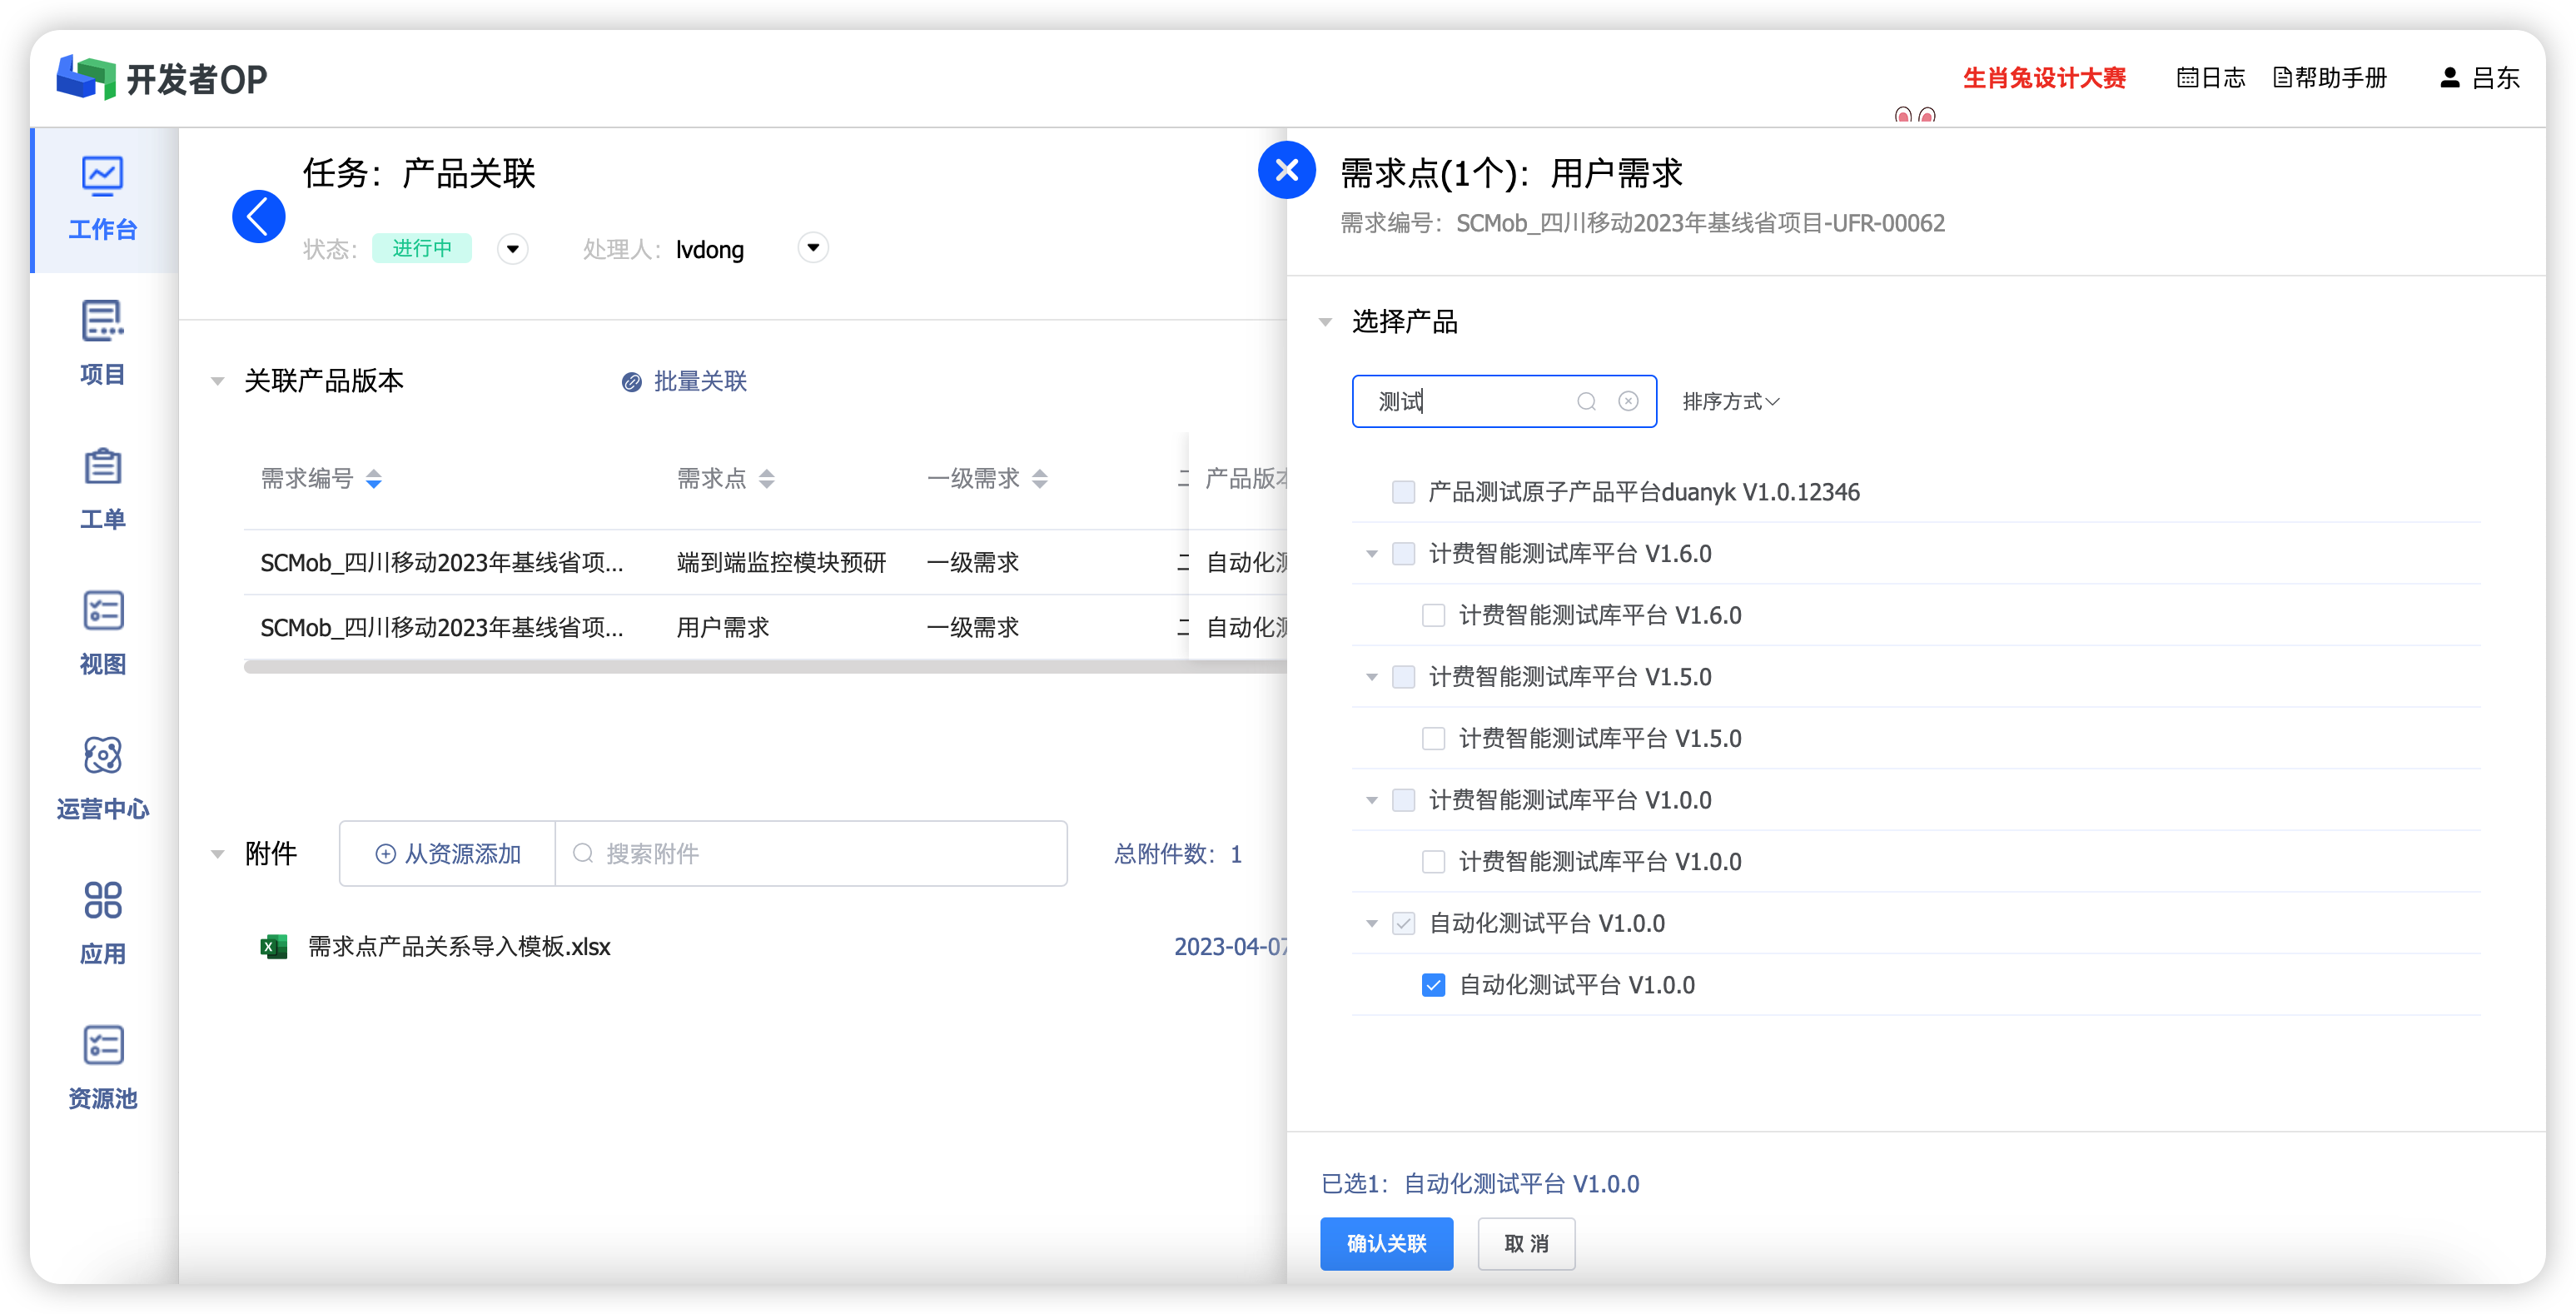 开发者OP
生肖兔设计大赛 日志 帮助手册 吕东
工作台
项目
工单
视图
运营中心
应用
资源池
任务：产品关联
状态： 进行中 处理人： lvdong
关联产品版本 批量关联
需求编号 需求点 一级需求 产品版本
SCMob_四川移动2023年基线省项... 端到端监控模块预研 一级需求 二 自动化测
SCMob_四川移动2023年基线省项... 用户需求 一级需求 二 自动化测
附件 从资源添加 搜索附件 总附件数：1
需求点产品关系导入模板.xlsx 2023-04-07
需求点(1个)：用户需求
需求编号：SCMob_四川移动2023年基线省项目-UFR-00062
选择产品
测试 排序方式
产品测试原子产品平台duanyk V1.0.12346
计费智能测试库平台 V1.6.0
计费智能测试库平台 V1.6.0
计费智能测试库平台 V1.5.0
计费智能测试库平台 V1.5.0
计费智能测试库平台 V1.0.0
计费智能测试库平台 V1.0.0
自动化测试平台 V1.0.0
自动化测试平台 V1.0.0
已选1：自动化测试平台 V1.0.0
确认关联 取 消